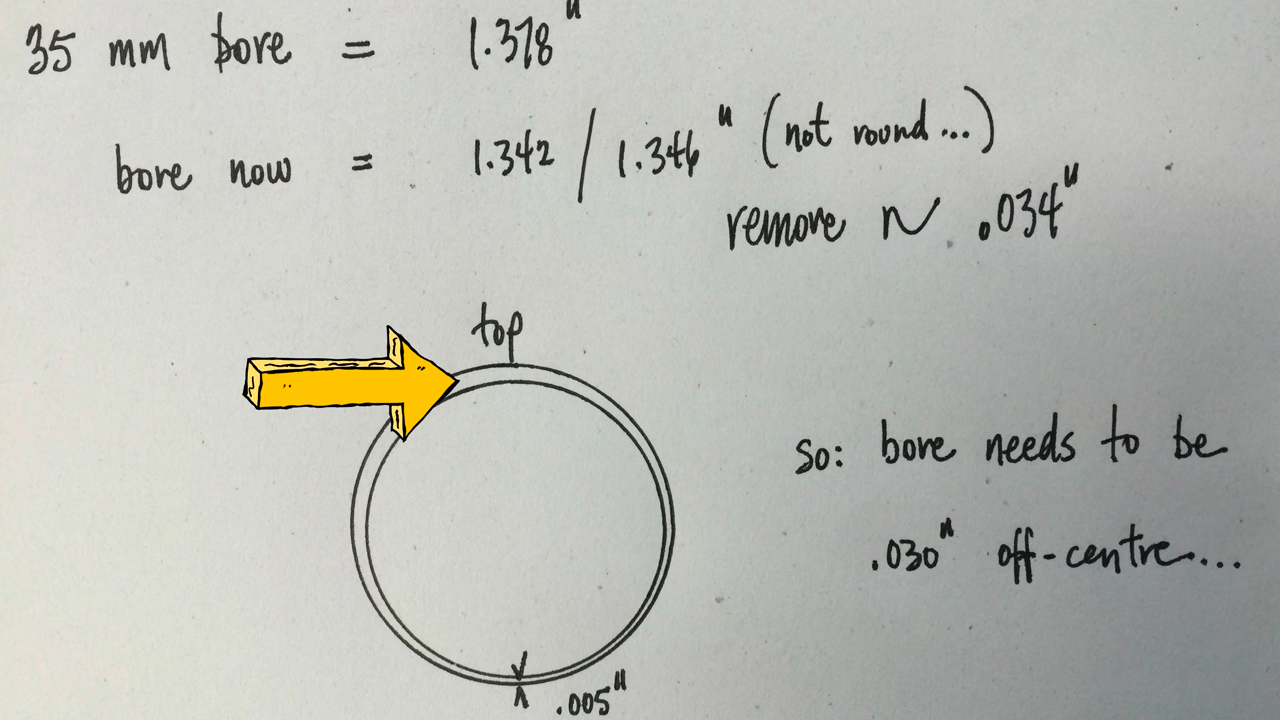 35 mm bore = 1.378"
bore now = 1.342 / 1.346" (not round...)
remove ~ .034"
top
so: bore needs to be
.030" off-centre...
.005"